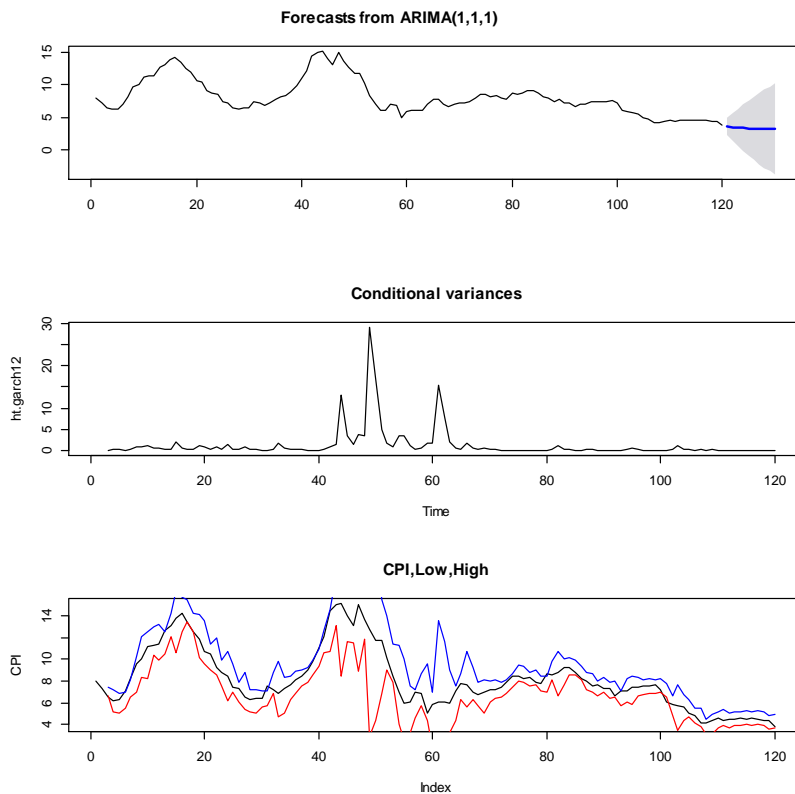 Forecasts from ARIMA(1,1,1)
15
10
5
0
0 20 40 60 80 100 120
Conditional variances
ht.garch12
30
20
10
5
0
0 20 40 60 80 100 120
Time
CPI,Low,High
CPI
14
10
8
6
4
0 20 40 60 80 100 120
Index